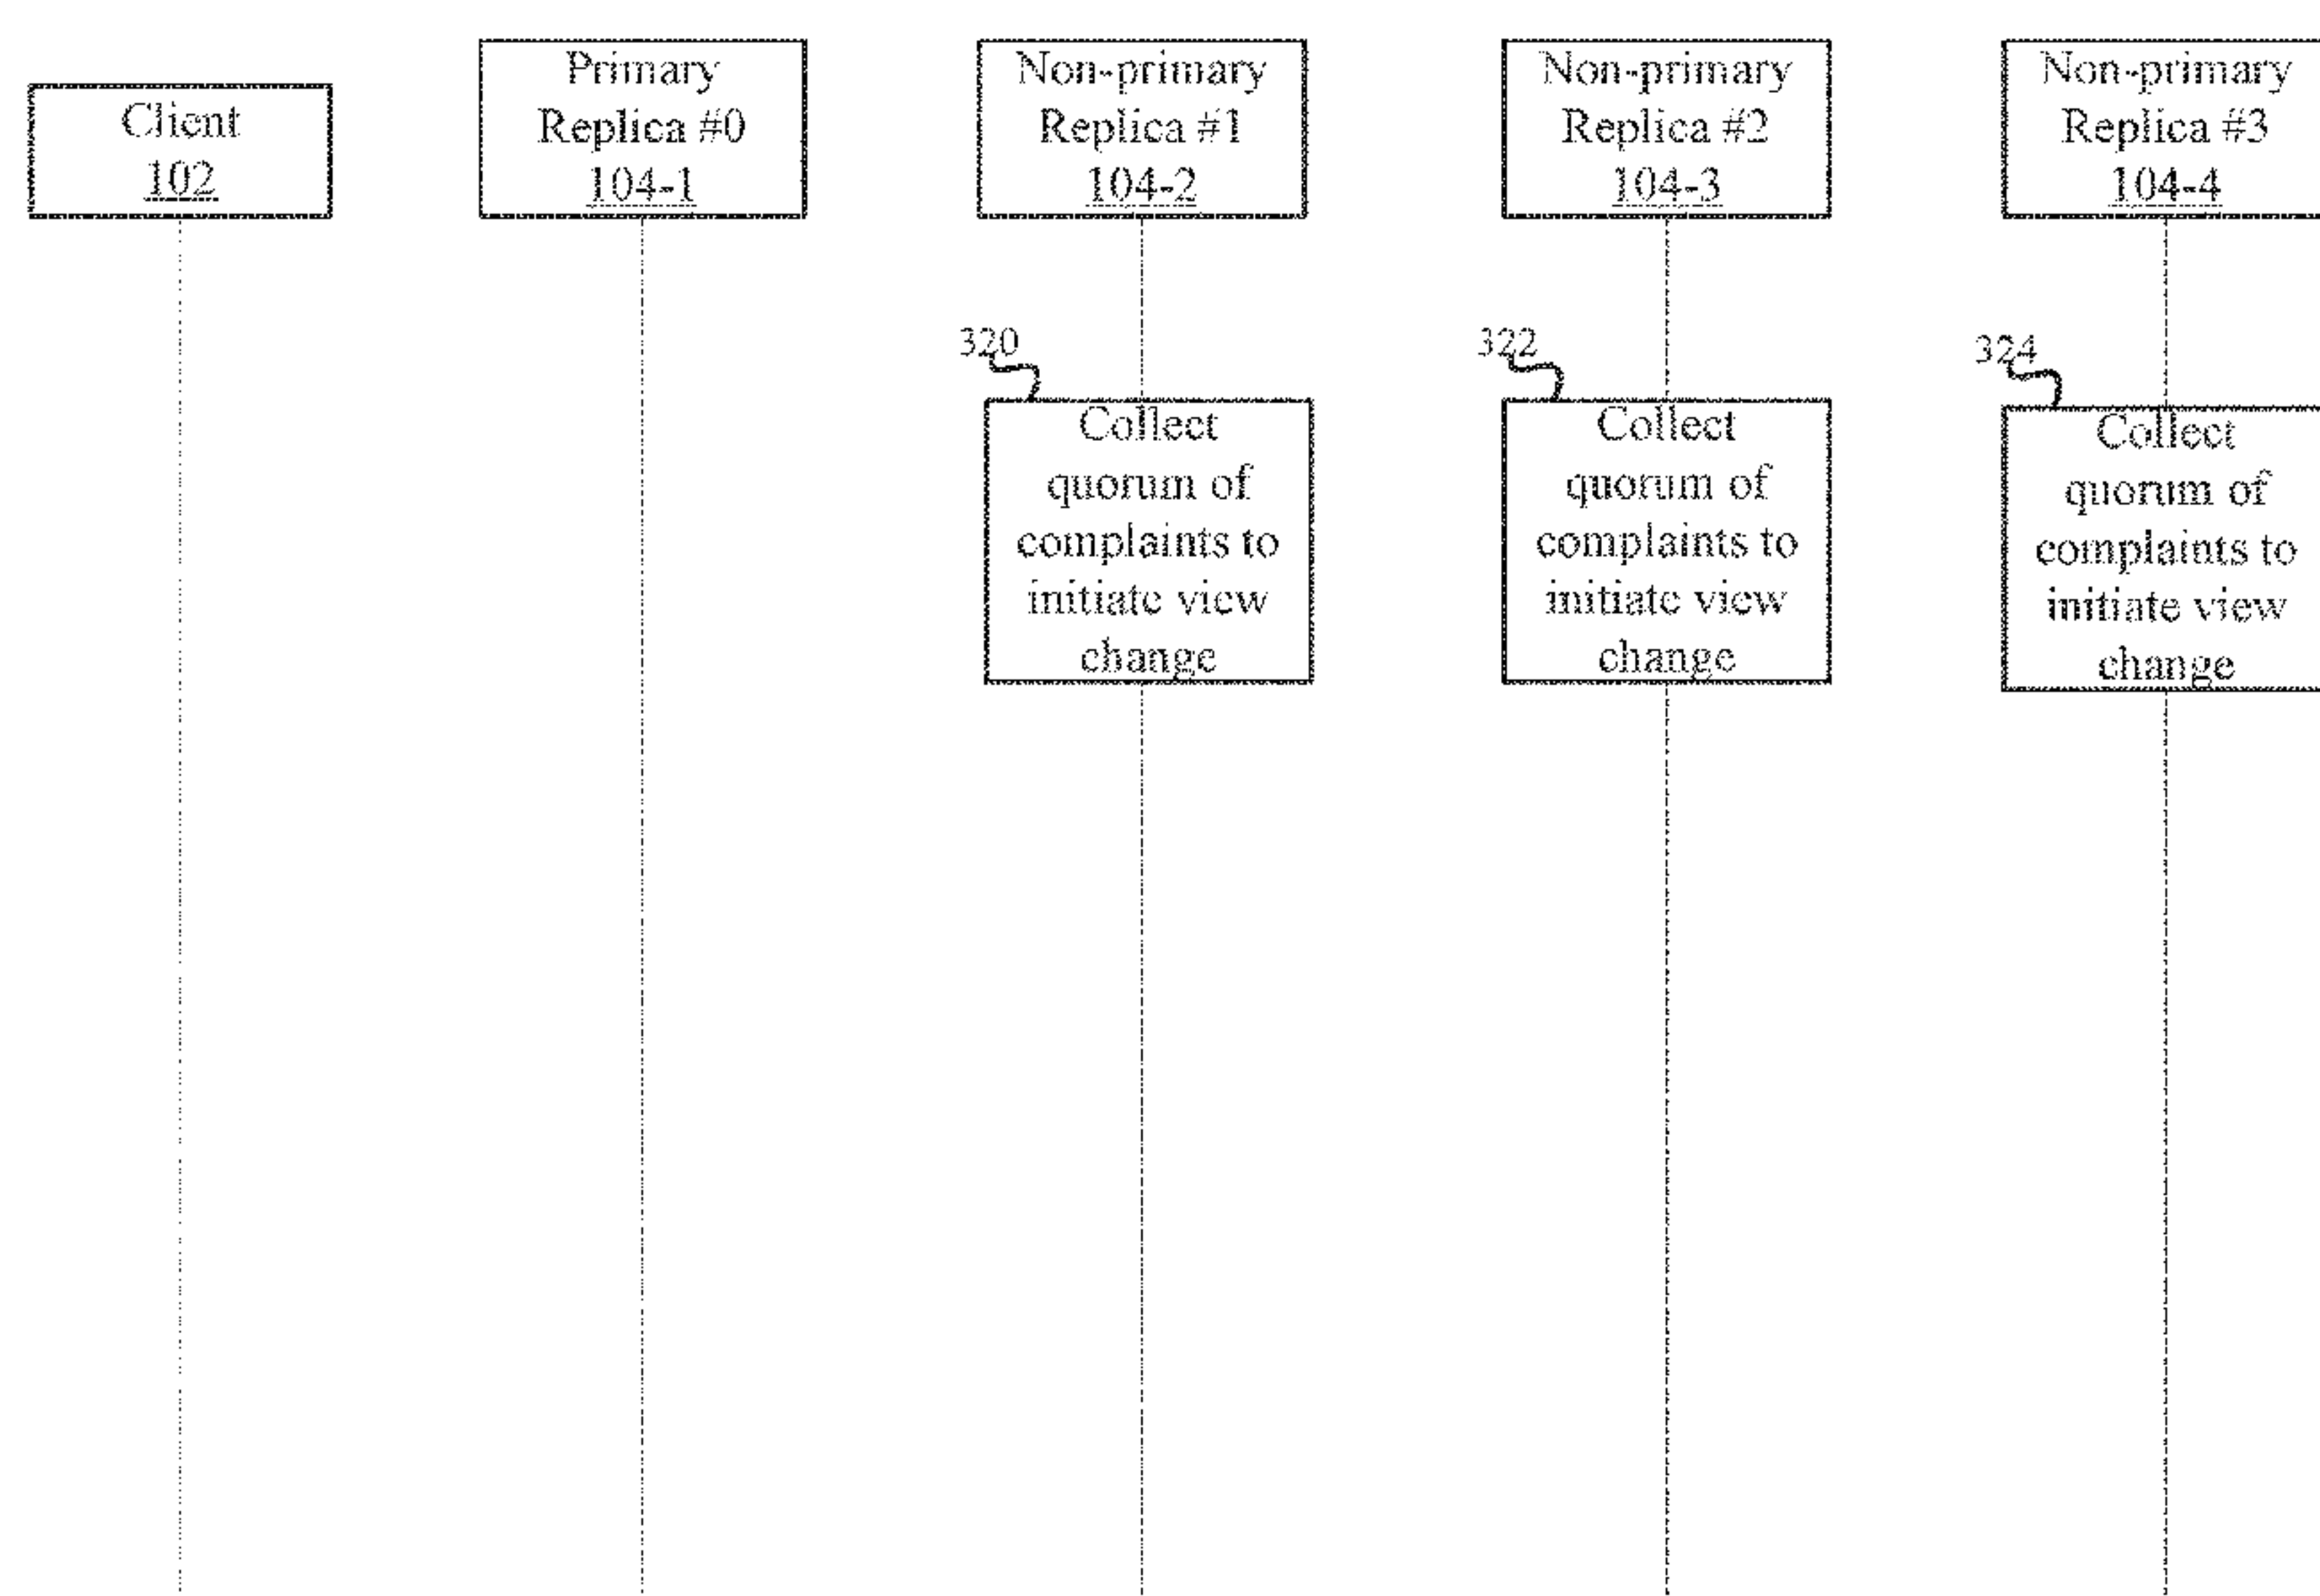 Client
102
Primary
Replica #0
104-1
Non-primary
Replica #1
104-2
Non-primary
Replica #2
104-3
Non-primary
Replica #3
104-4
320
Collect
quorum of
complaints to
initiate view
change
322
Collect
quorum of
complaints to
initiate view
change
324
Collect
quorum of
complaints to
initiate view
change